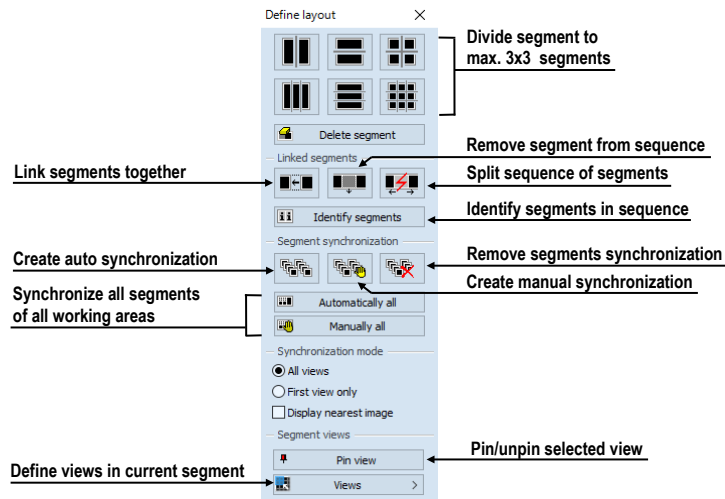 Define layout
Divide segment to
max. 3x3 segments
Delete segment
Linked segments
Remove segment from sequence
Link segments together
Split sequence of segments
Identify segments
Identify segments in sequence
Segment synchronization
Create auto synchronization
Remove segments synchronization
Create manual synchronization
Synchronize all segments
of all working areas
Automatically all
Manually all
Synchronization mode
All views
First view only
Display nearest image
Segment views
Pin view
Pin/unpin selected view
Define views in current segment
Views